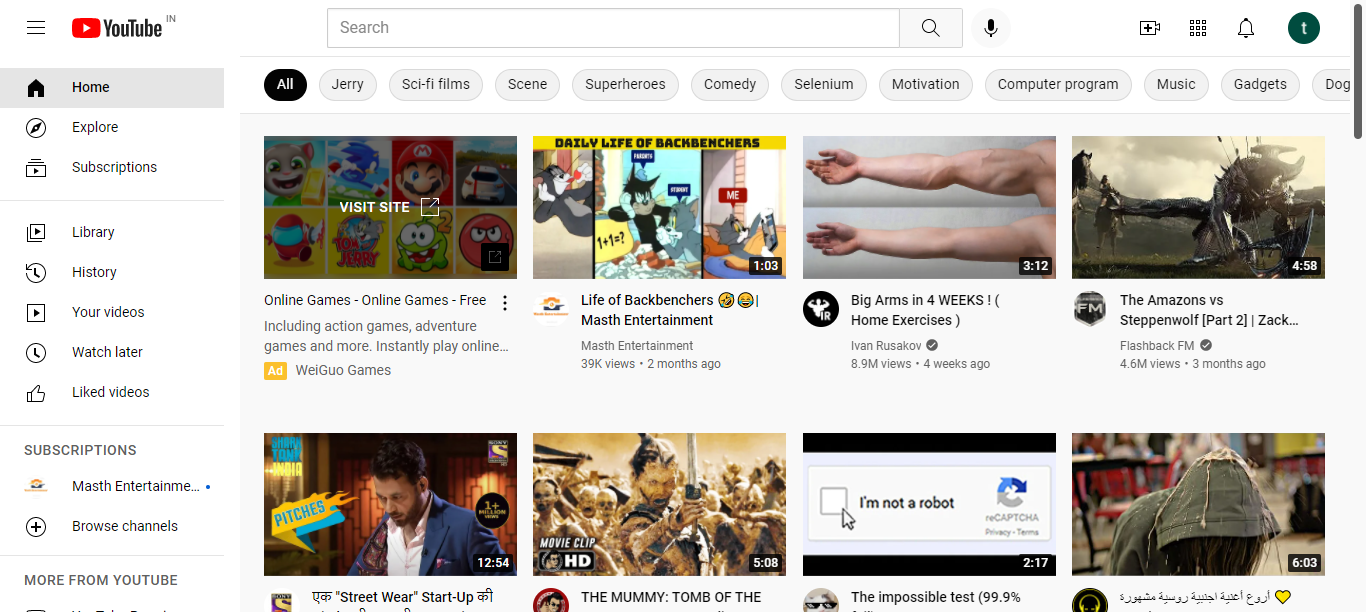 YouTube IN
Search
t
Home
Explore
Subscriptions
Library
History
Your videos
Watch later
Liked videos
SUBSCRIPTIONS
Masth Entertainme...
Browse channels
MORE FROM YOUTUBE
All Jerry Sci-fi films Scene Superheroes Comedy Selenium Motivation Computer program Music Gadgets Dog
TOM AND JERRY
2
VISIT SITE
Online Games - Online Games - Free
Including action games, adventure
games and more. Instantly play online...
Ad WeiGuo Games
DAILY LIFE OF BACKBENCHERS
PARENTS
STUDENT
ME
1+1=?
1:03
Life of Backbenchers 🤣😂|
Masth Entertainment
Masth Entertainment
39K views • 2 months ago
3:12
Big Arms in 4 WEEKS ! (
Home Exercises )
Ivan Rusakov
8.9M views • 4 weeks ago
4:58
FM
The Amazons vs
Steppenwolf [Part 2] | Zack...
Flashback FM
4.6M views • 3 months ago
SHARK
TANK
INDIA
SONY
PITCHES
1+
MILLION
VIEWS
12:54
SONY
एक "Street Wear" Start-Up की
MOVIE CLIP
HD
5:08
THE MUMMY: TOMB OF THE
I'm not a robot
reCAPTCHA
Privacy - Terms
2:17
The impossible test (99.9%
6:03
أروع أغنية اجنبية روسية مشهورة 💛